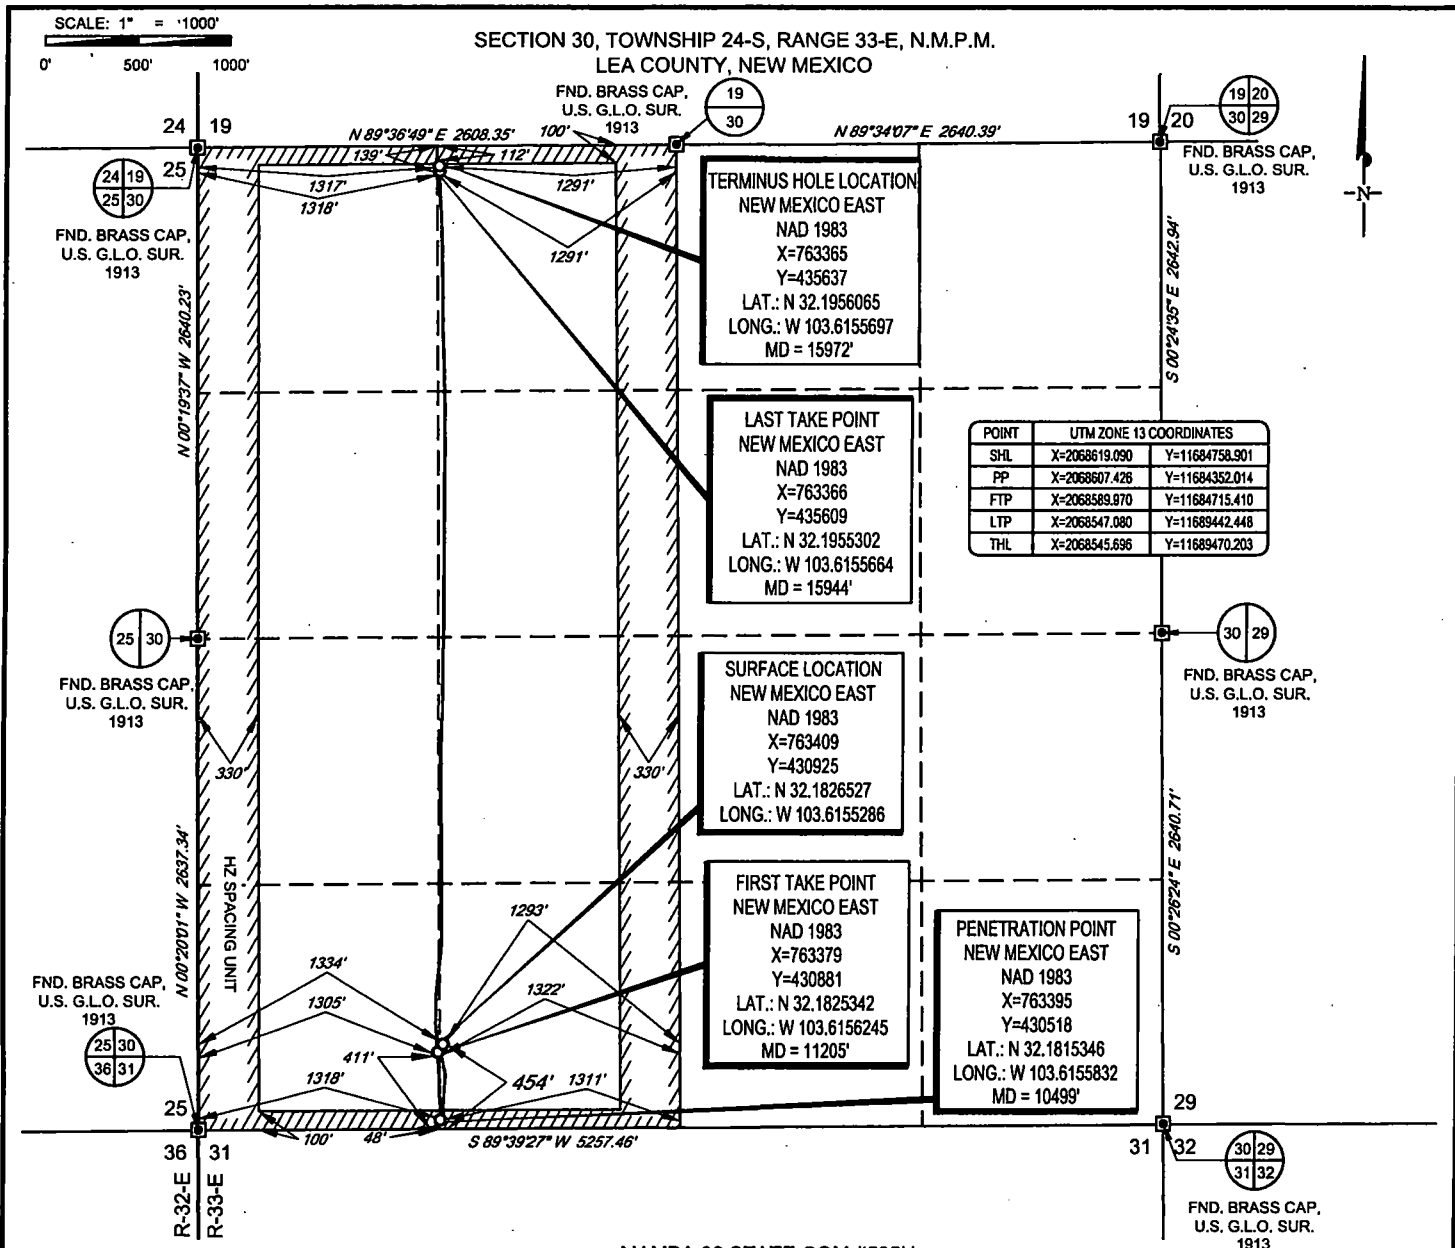 SCALE: 1" = 1000'
0' 500' 1000'
SECTION 30, TOWNSHIP 24-S, RANGE 33-E, N.M.P.M.
LEA COUNTY, NEW MEXICO
FND. BRASS CAP,
U.S. G.L.O. SUR.
1913
19
30
24 19
25
N 89°36'49" E 2608.35'
100'
N 89°34'07" E 2640.39'
19 20
19 20
30 29
FND. BRASS CAP,
U.S. G.L.O. SUR.
1913
139' 112'
1317'
1318'
1291'
1291'
24 19
25 30
FND. BRASS CAP,
U.S. G.L.O. SUR.
1913
N
TERMINUS HOLE LOCATION
NEW MEXICO EAST
NAD 1983
X=763365
Y=435637
LAT.: N 32.1956065
LONG.: W 103.6155697
MD = 15972'
N 00°19'37" W 2640.23'
S 00°24'35" E 2642.94'
LAST TAKE POINT
NEW MEXICO EAST
NAD 1983
X=763366
Y=435609
LAT.: N 32.1955302
LONG.: W 103.6155664
MD = 15944'
POINT UTM ZONE 13 COORDINATES
SHL X=2068619.090 Y=11684758.901
PP X=2068607.426 Y=11684352.014
FTP X=2068589.970 Y=11684715.410
LTP X=2068547.080 Y=11689442.448
THL X=2068545.696 Y=11689470.203
25 30
FND. BRASS CAP,
U.S. G.L.O. SUR.
1913
30 29
FND. BRASS CAP,
U.S. G.L.O. SUR.
1913
330'
330'
SURFACE LOCATION
NEW MEXICO EAST
NAD 1983
X=763409
Y=430925
LAT.: N 32.1826527
LONG.: W 103.6155286
N 00°20'01" W 2637.34'
HZ SPACING UNIT
S 00°26'24" E 2640.71'
FIRST TAKE POINT
NEW MEXICO EAST
NAD 1983
X=763379
Y=430881
LAT.: N 32.1825342
LONG.: W 103.6156245
MD = 11205'
PENETRATION POINT
NEW MEXICO EAST
NAD 1983
X=763395
Y=430518
LAT.: N 32.1815346
LONG.: W 103.6155832
MD = 10499'
1293'
1334'
1305'
1322'
411'
454'
1318'
1311'
FND. BRASS CAP,
U.S. G.L.O. SUR.
1913
25 30
36 31
25
36 31
100'
48'
S 89°39'27" W 5257.46'
29
31 32
30 29
31 32
FND. BRASS CAP,
U.S. G.L.O. SUR.
1913
R-32-E
R-33-E